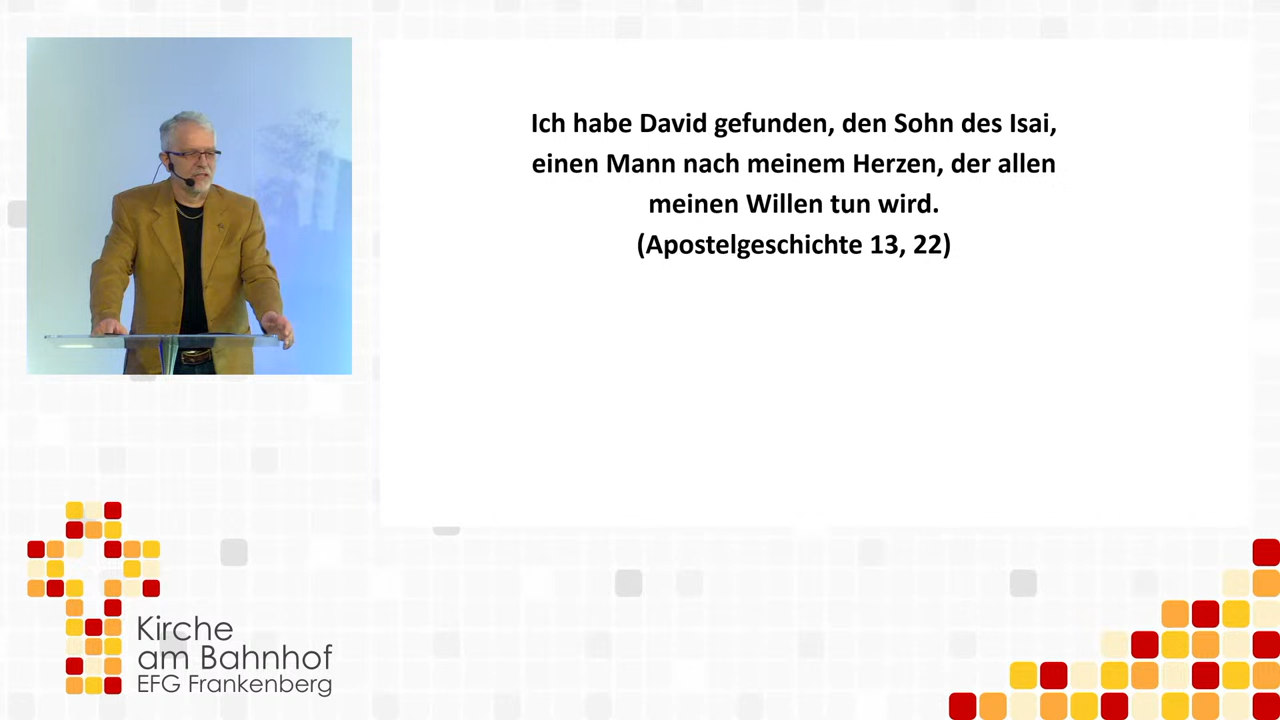 Ich habe David gefunden, den Sohn des Isai,
einen Mann nach meinem Herzen, der allen
meinen Willen tun wird.
(Apostelgeschichte 13, 22)
Kirche
am Bahnhof
EFG Frankenberg